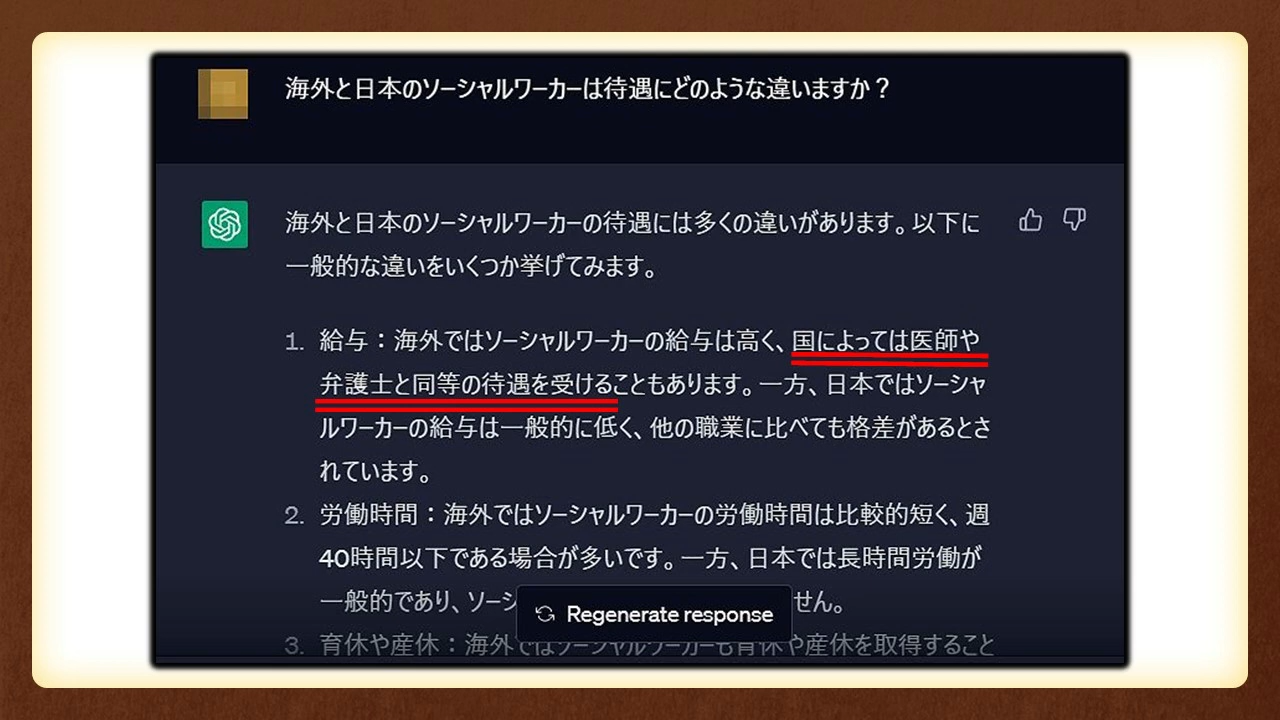 海外と日本のソーシャルワーカーは待遇にどのような違いますか？
海外と日本のソーシャルワーカーの待遇には多くの違いがあります。以下に
一般的な違いをいくつか挙げてみます。
1. 給与：海外ではソーシャルワーカーの給与は高く、国によっては医師や
弁護士と同等の待遇を受けることもあります。一方、日本ではソーシャ
ルワーカーの給与は一般的に低く、他の職業に比べても格差があるとさ
れています。
2. 労働時間：海外ではソーシャルワーカーの労働時間は比較的短く、週
40時間以下である場合が多いです。一方、日本では長時間労働が
一般的であり、ソーシ せん。
Regenerate response
3. 育休や産休：海外ではソーシャルワーカーも育休や産休を取得すること